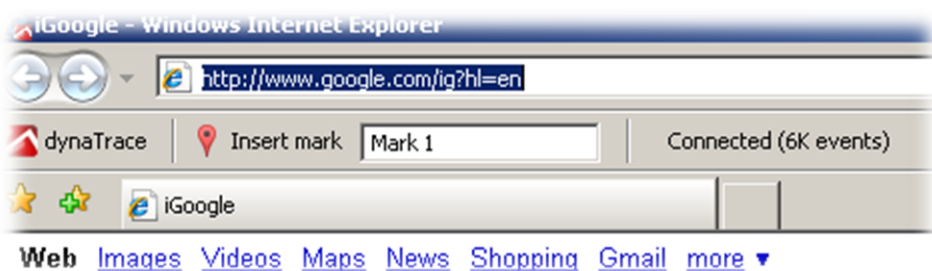 iGoogle - Windows Internet Explorer
http://www.google.com/ig?hl=en
dynaTrace Insert mark Mark 1 Connected (6K events)
iGoogle
Web Images Videos Maps News Shopping Gmail more ▼